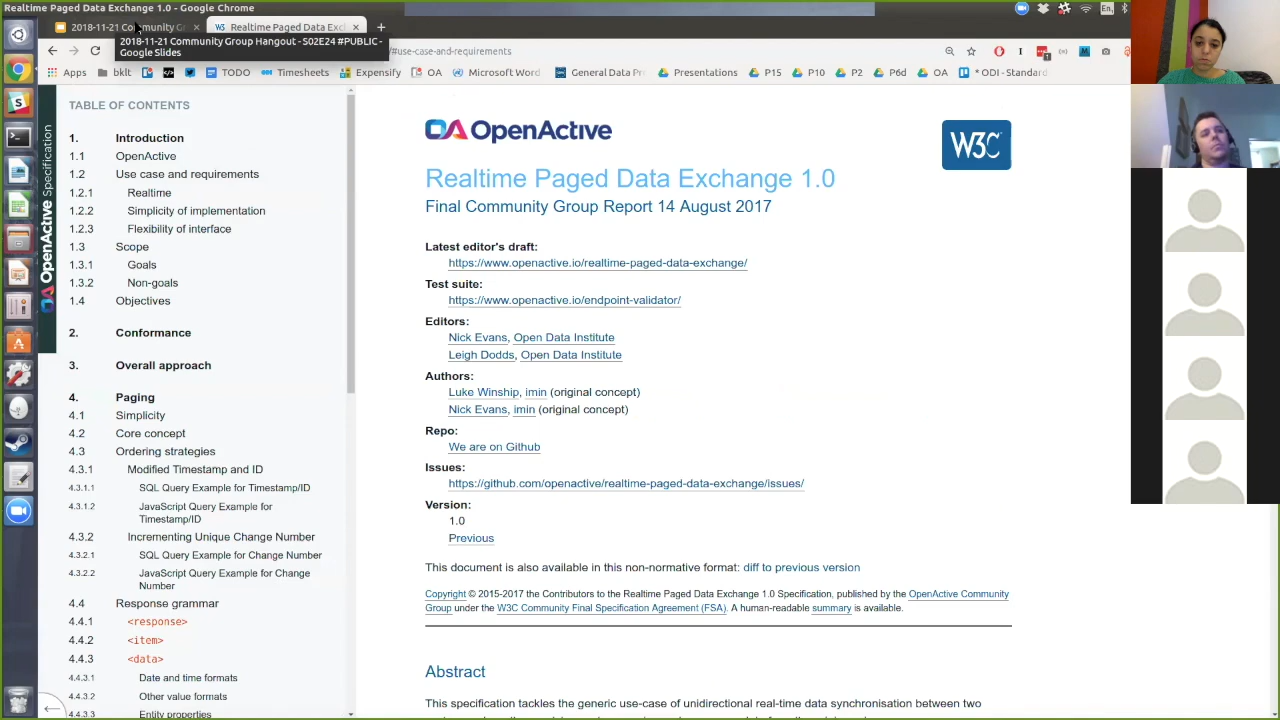 Realtime Paged Data Exchange 1.0 - Google Chrome
En
2018-11-21 Community Gr
Realtime Paged Data Excl
2018-11-21 Community Group Hangout - S02E24 #PUBLIC - Google Slides
/#use-case-and-requirements
Apps
bklt
TODO
Timesheets
Expensify
OA
Microsoft Word
General Data Pr
Presentations
P15
P10
P2
P6d
OA
* ODI - Standard
OpenActive Specification
TABLE OF CONTENTS
1. Introduction
1.1 OpenActive
1.2 Use case and requirements
1.2.1 Realtime
1.2.2 Simplicity of implementation
1.2.3 Flexibility of interface
1.3 Scope
1.3.1 Goals
1.3.2 Non-goals
1.4 Objectives
2. Conformance
3. Overall approach
4. Paging
4.1 Simplicity
4.2 Core concept
4.3 Ordering strategies
4.3.1 Modified Timestamp and ID
4.3.1.1 SQL Query Example for Timestamp/ID
4.3.1.2 JavaScript Query Example for
Timestamp/ID
4.3.2 Incrementing Unique Change Number
4.3.2.1 SQL Query Example for Change Number
4.3.2.2 JavaScript Query Example for Change
Number
4.4 Response grammar
4.4.1 <response>
4.4.2 <item>
4.4.3 <data>
4.4.3.1 Date and time formats
4.4.3.2 Other value formats
4.4.3.3 Entity properties
OpenActive
W3C
Realtime Paged Data Exchange 1.0
Final Community Group Report 14 August 2017
Latest editor's draft:
https://www.openactive.io/realtime-paged-data-exchange/
Test suite:
https://www.openactive.io/endpoint-validator/
Editors:
Nick Evans, Open Data Institute
Leigh Dodds, Open Data Institute
Authors:
Luke Winship, imin (original concept)
Nick Evans, imin (original concept)
Repo:
We are on Github
Issues:
https://github.com/openactive/realtime-paged-data-exchange/issues/
Version:
1.0
Previous
This document is also available in this non-normative format: diff to previous version
Copyright © 2015-2017 the Contributors to the Realtime Paged Data Exchange 1.0 Specification, published by the OpenActive Community
Group under the W3C Community Final Specification Agreement (FSA). A human-readable summary is available.
Abstract
This specification tackles the generic use-case of unidirectional real-time data synchronisation between two